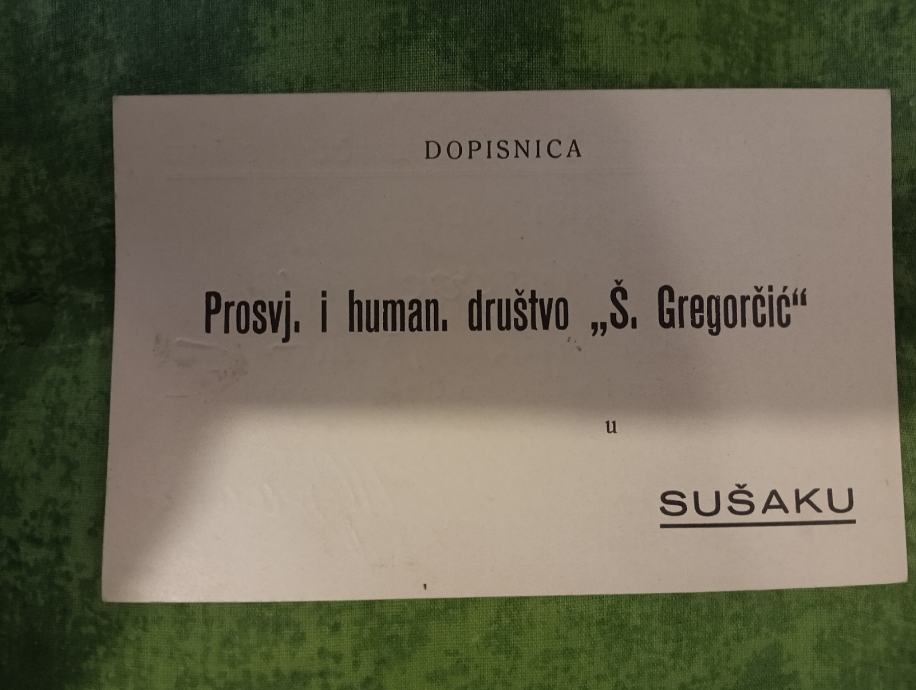 DOPISNICA
Prosvj. i human. društvo „Š. Gregorčić“
u
SUŠAKU